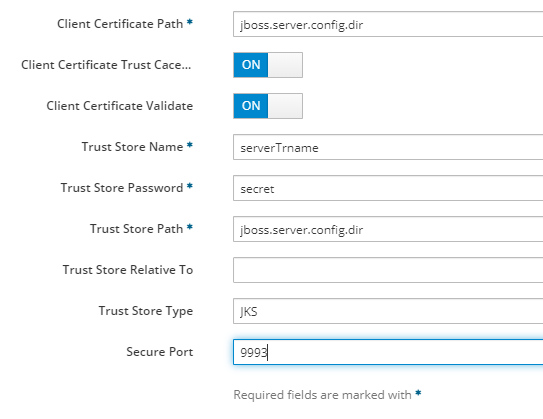 Client Certificate Path * jboss.server.config.dir
Client Certificate Trust Cace... ON
Client Certificate Validate ON
Trust Store Name * serverTrname
Trust Store Password * secret
Trust Store Path * jboss.server.config.dir
Trust Store Relative To
Trust Store Type JKS
Secure Port 9993
Required fields are marked with *